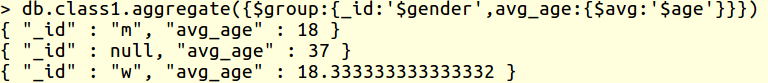 > db.class1.aggregate({$group:{_id:'$gender',avg_age:{$avg:'$age'}}})
{ "_id" : "m", "avg_age" : 18 }
{ "_id" : null, "avg_age" : 37 }
{ "_id" : "w", "avg_age" : 18.333333333333332 }